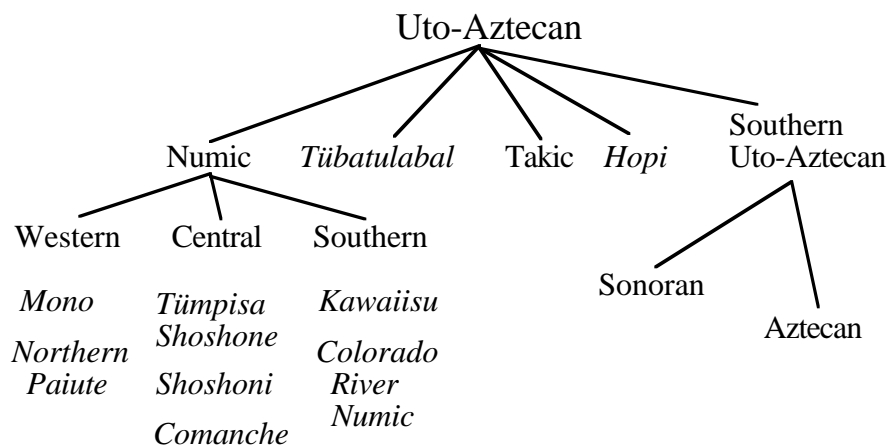 Uto-Aztecan
Numic
Tübatulabal
Takic
Hopi
Southern
Uto-Aztecan
Western
Central
Southern
Sonoran
Aztecan
Mono
Northern
Paiute
Tümpisa
Shoshone
Shoshoni
Comanche
Kawaiisu
Colorado
River
Numic